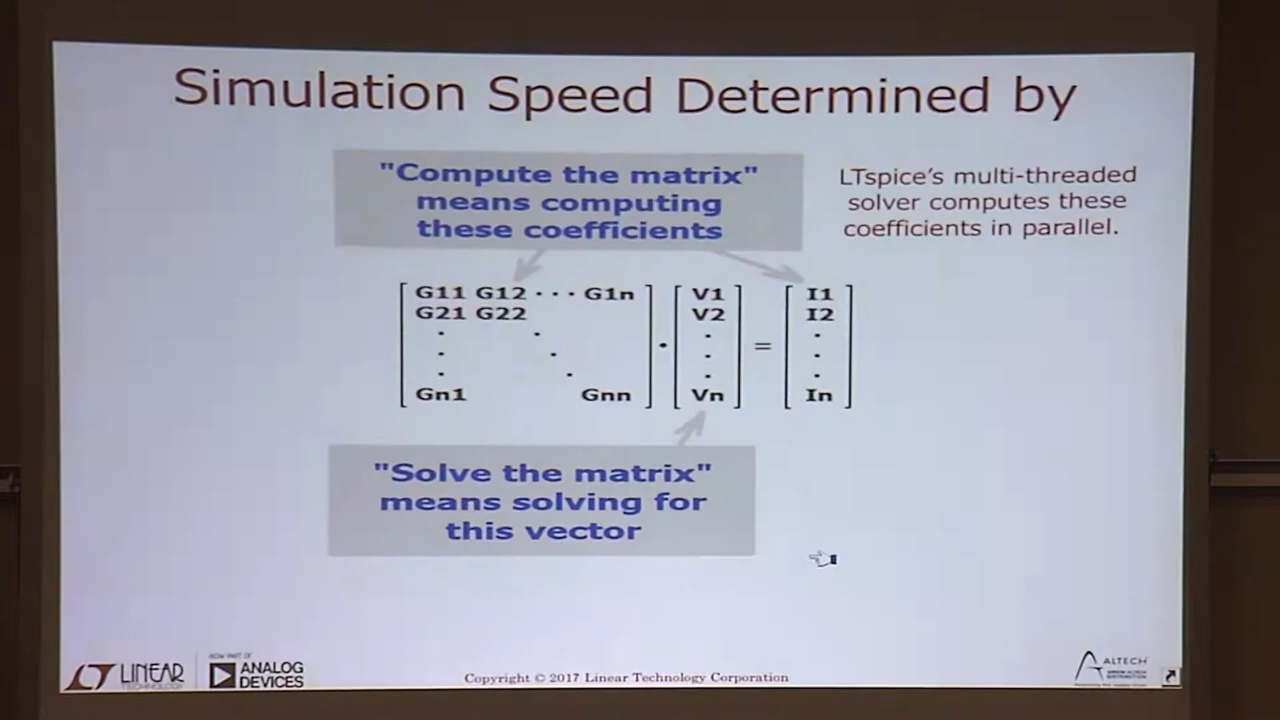 Simulation Speed Determined by
"Compute the matrix"
means computing
these coefficients
LTspice's multi-threaded
solver computes these
coefficients in parallel.
G11 G12 · · · G1n V1 I1
G21 G22 V2 I2
· =
Gn1 Gnn Vn In
"Solve the matrix"
means solving for
this vector
LINEAR
TECHNOLOGY
NOW PART OF
ANALOG
DEVICES
Copyright © 2017 Linear Technology Corporation
ALTECH